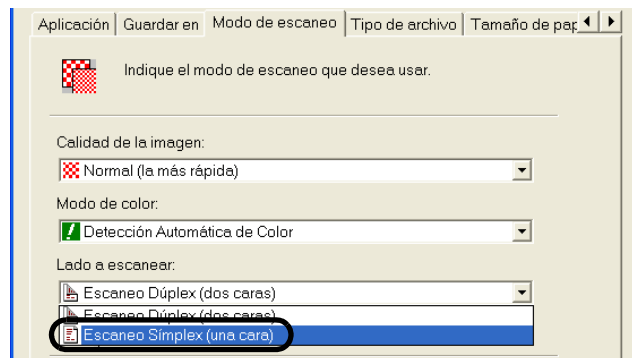 Aplicación Guardar en Modo de escaneo Tipo de archivo Tamaño de pap
Indique el modo de escaneo que desea usar.
Calidad de la imagen:
Normal (la más rápida)
Modo de color:
Detección Automática de Color
Lado a escanear:
Escaneo Dúplex (dos caras)
Escaneo Dúplex (dos caras)
Escaneo Símplex (una cara)